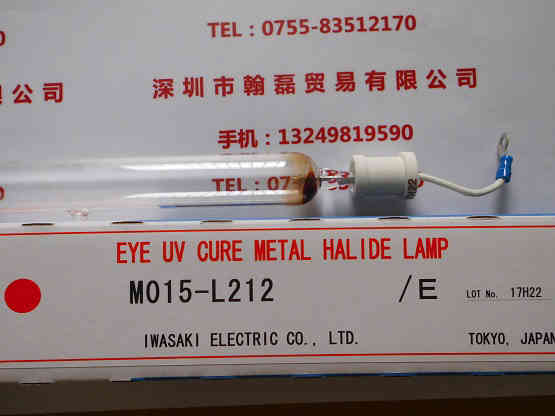 TEL：0755-83512170
深圳市翰磊贸易有限公司
公司
手机：13249819590
TEL：07
EYE UV CURE METAL HALIDE LAMP
M015-L212 /E LOT No. 17H22
IWASAKI ELECTRIC CO., LTD. TOKYO, JAPAN